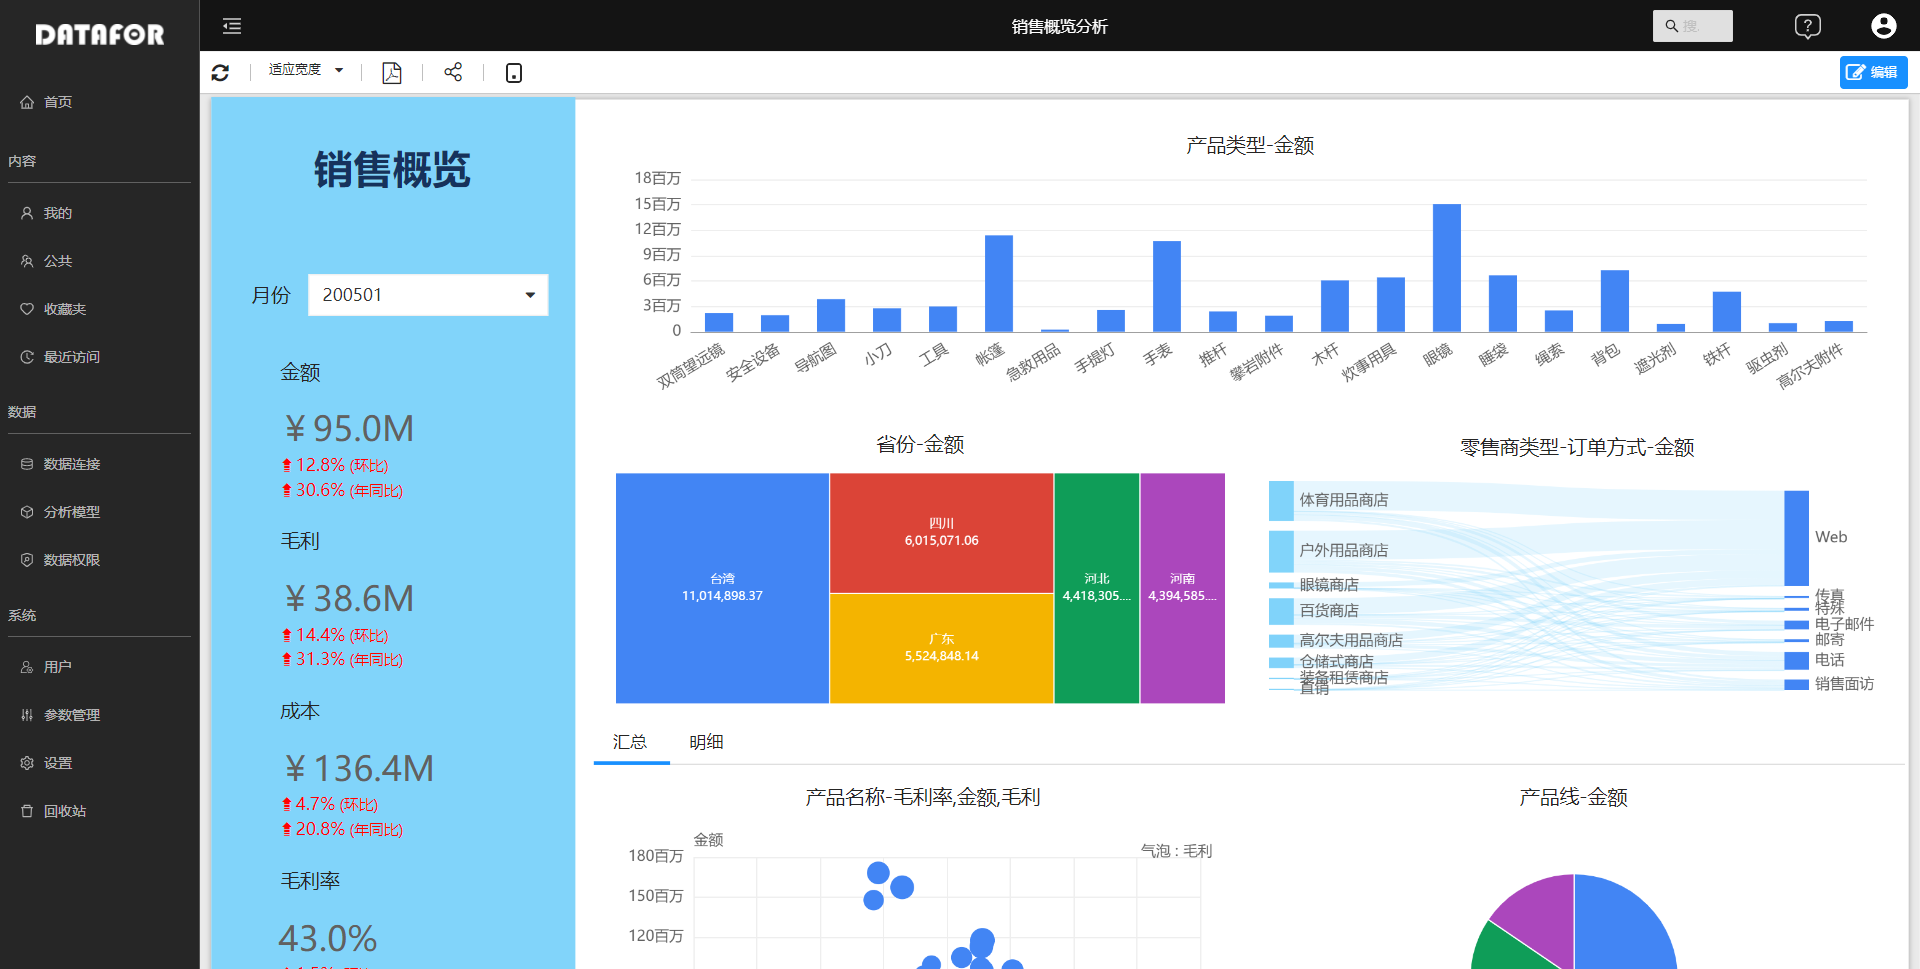 DATAFOR
首页
内容
我的
公共
收藏夹
最近访问
数据
数据连接
分析模型
数据权限
系统
用户
参数管理
设置
回收站
销售概览分析
搜
?
适应宽度
编辑
销售概览
月份
200501
金额
¥95.0M
12.8% (环比)
30.6% (年同比)
毛利
¥38.6M
14.4% (环比)
31.3% (年同比)
成本
¥136.4M
4.7% (环比)
20.8% (年同比)
毛利率
43.0%
产品类型-金额
18百万
15百万
12百万
9百万
6百万
3百万
0
双筒望远镜
安全设备
导航图
小刀
工具
帐篷
急救用品
手提灯
手表
推杆
攀岩附件
木杆
炊事用具
眼镜
睡袋
绳索
背包
遮光剂
铁杆
驱虫剂
高尔夫附件
省份-金额
台湾
11,014,898.37
四川
6,015,071.06
广东
5,524,848.14
河北
4,418,305....
河南
4,394,585....
零售商类型-订单方式-金额
体育用品商店
户外用品商店
眼镜商店
百货商店
高尔夫用品商店
仓储式商店
装备租赁商店
直销
Web
传真
特殊
电子邮件
邮寄
电话
销售面访
汇总
明细
产品名称-毛利率,金额,毛利
金额
气泡 : 毛利
180百万
150百万
120百万
产品线-金额